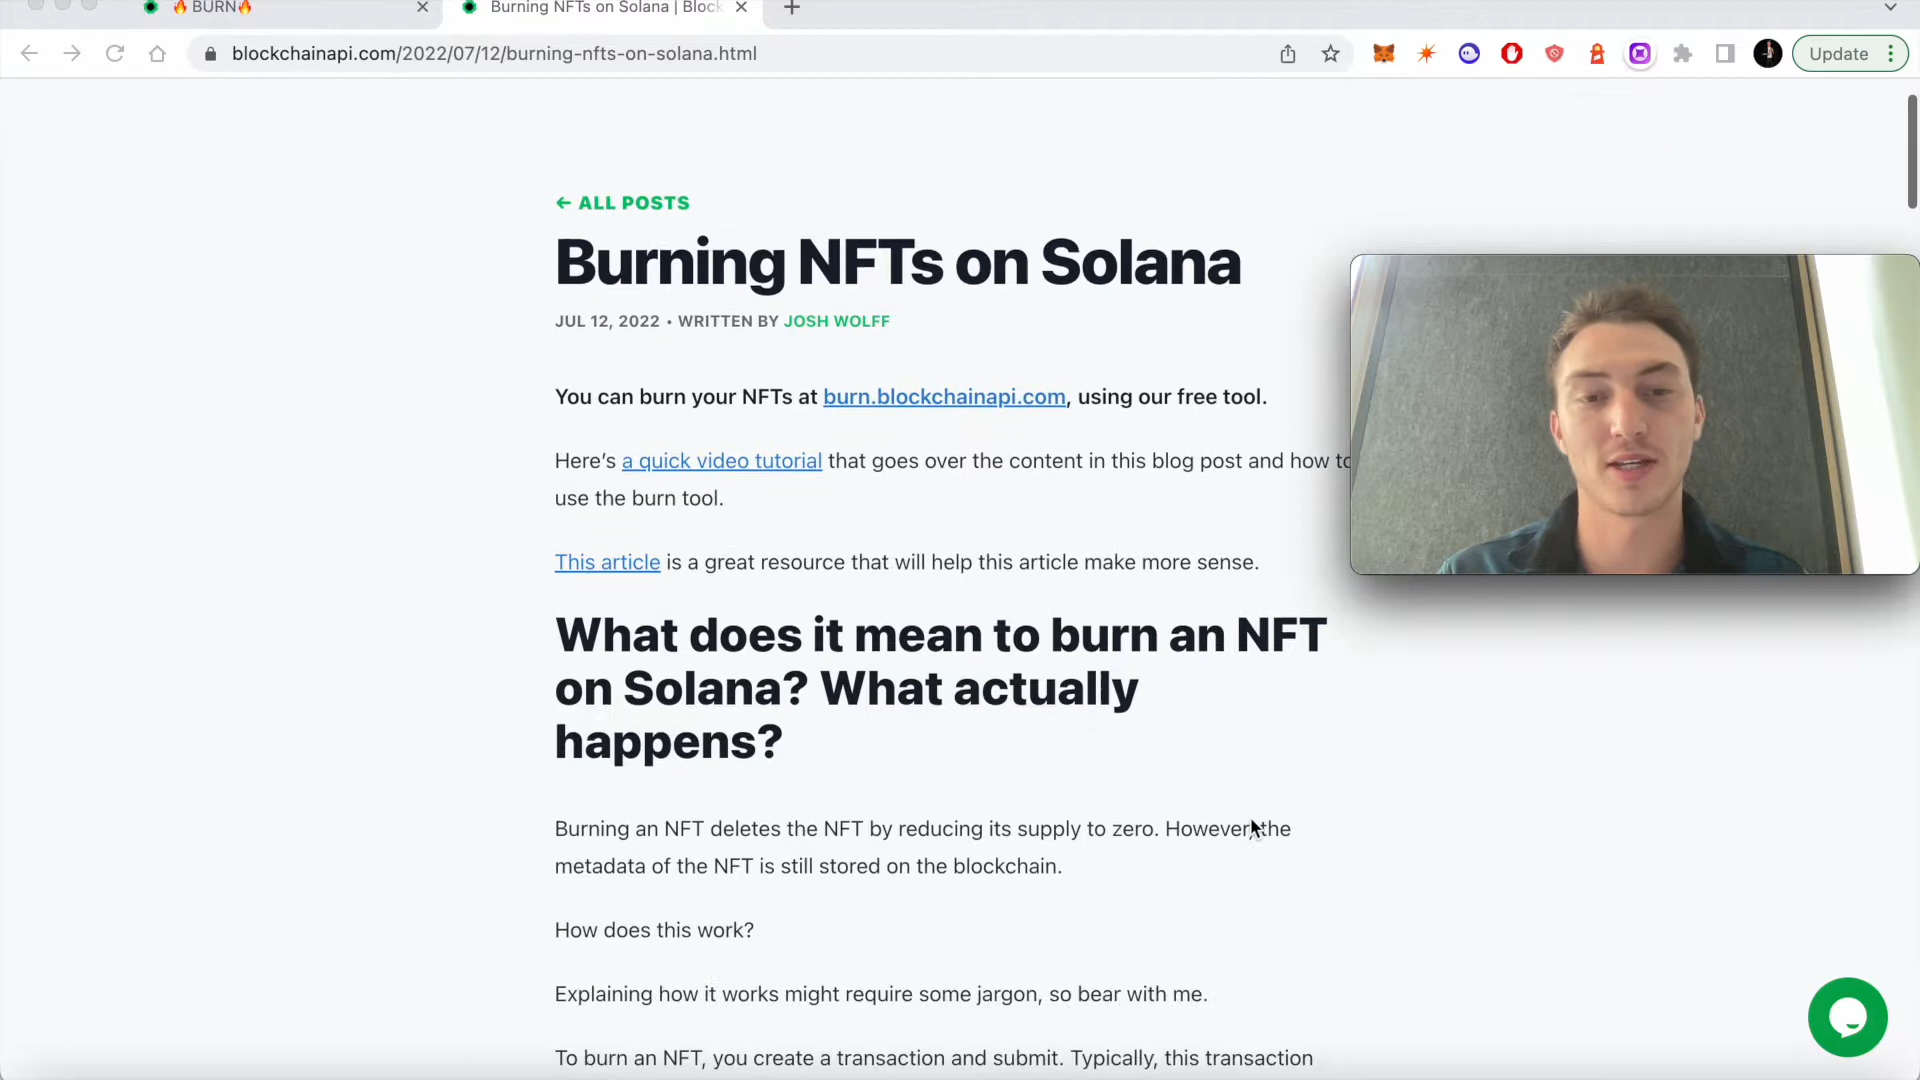 🔥BURN🔥
Burning NFTs on Solana | Block
blockchainapi.com/2022/07/12/burning-nfts-on-solana.html
Update
← ALL POSTS
Burning NFTs on Solana
JUL 12, 2022 • WRITTEN BY JOSH WOLFF
You can burn your NFTs at burn.blockchainapi.com, using our free tool.
Here’s a quick video tutorial that goes over the content in this blog post and how to
use the burn tool.
This article is a great resource that will help this article make more sense.
What does it mean to burn an NFT
on Solana? What actually
happens?
Burning an NFT deletes the NFT by reducing its supply to zero. However the
metadata of the NFT is still stored on the blockchain.
How does this work?
Explaining how it works might require some jargon, so bear with me.
To burn an NFT, you create a transaction and submit. Typically, this transaction